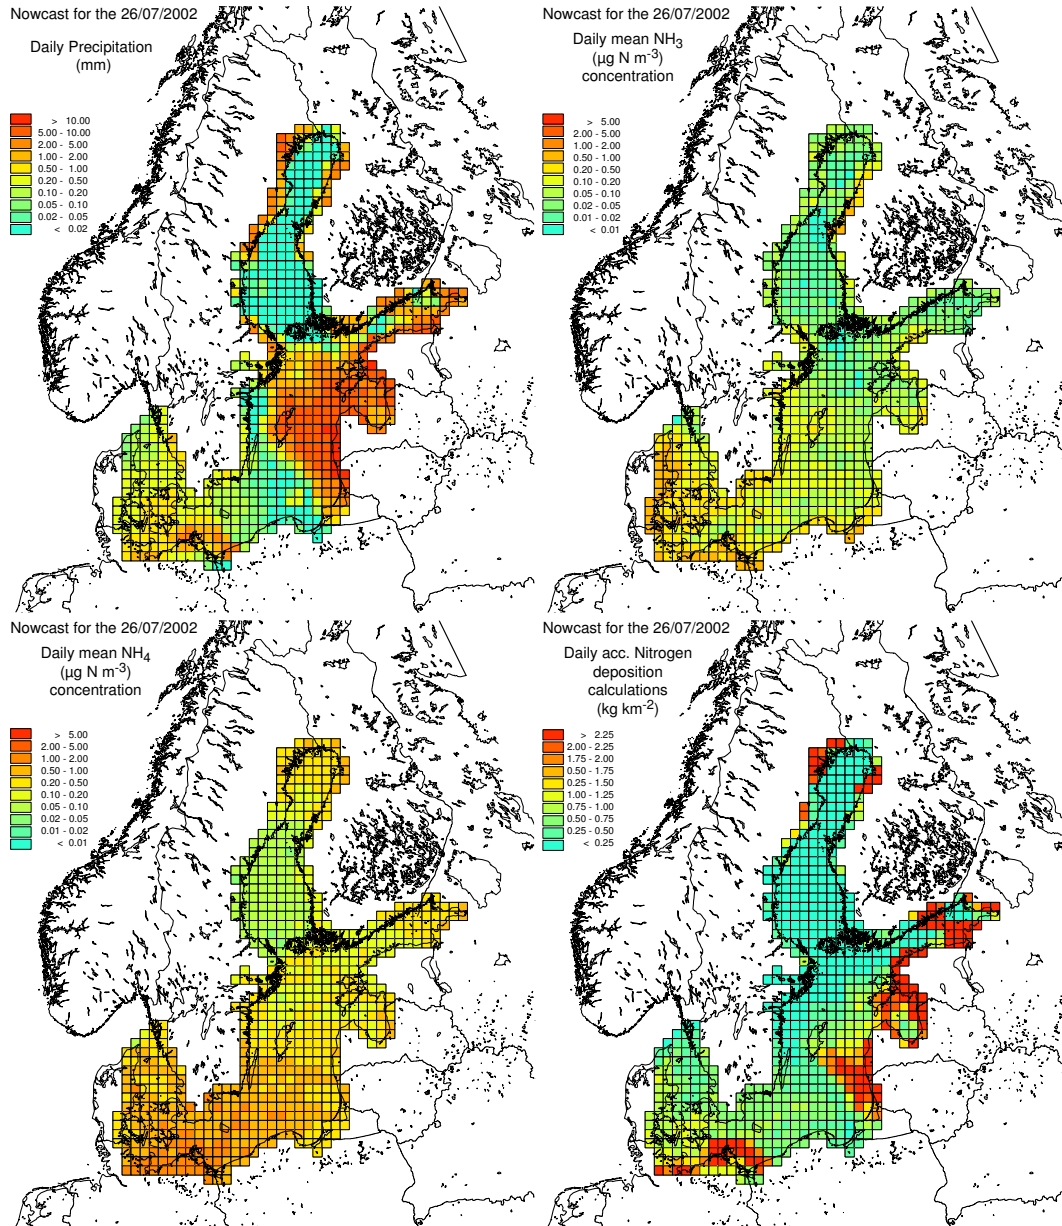 Nowcast for the 26/07/2002
Daily Precipitation
(mm)
> 10.00
5.00 - 10.00
2.00 - 5.00
1.00 - 2.00
0.50 - 1.00
0.20 - 0.50
0.10 - 0.20
0.05 - 0.10
0.02 - 0.05
< 0.02
Nowcast for the 26/07/2002
Daily mean NH3
(µg N m-3)
concentration
> 5.00
2.00 - 5.00
1.00 - 2.00
0.50 - 1.00
0.20 - 0.50
0.10 - 0.20
0.05 - 0.10
0.02 - 0.05
0.01 - 0.02
< 0.01
Nowcast for the 26/07/2002
Daily mean NH4
(µg N m-3)
concentration
> 5.00
2.00 - 5.00
1.00 - 2.00
0.50 - 1.00
0.20 - 0.50
0.10 - 0.20
0.05 - 0.10
0.02 - 0.05
0.01 - 0.02
< 0.01
Nowcast for the 26/07/2002
Daily acc. Nitrogen
deposition
calculations
(kg km-2)
> 2.25
2.00 - 2.25
1.75 - 2.00
1.50 - 1.75
1.25 - 1.50
1.00 - 1.25
0.75 - 1.00
0.50 - 0.75
0.25 - 0.50
< 0.25